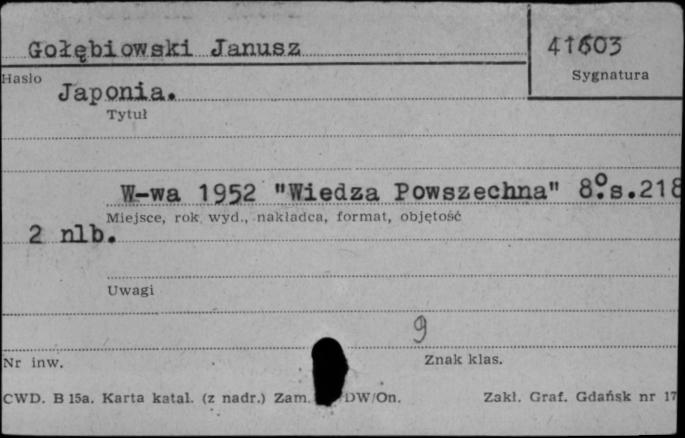 Gołębiowski Janusz 41603
Hasło Sygnatura
Japonia.
Tytuł
W-wa 1952 "Wiedza Powszechna" 8.° s.218
Miejsce, rok wyd., nakładca, format, objętość
2 nlb.
Uwagi
9
Nr inw. Znak klas.
CWD. B 15a. Karta katal. (z nadr.) Zam. DW/On. Zakł. Graf. Gdańsk nr 17